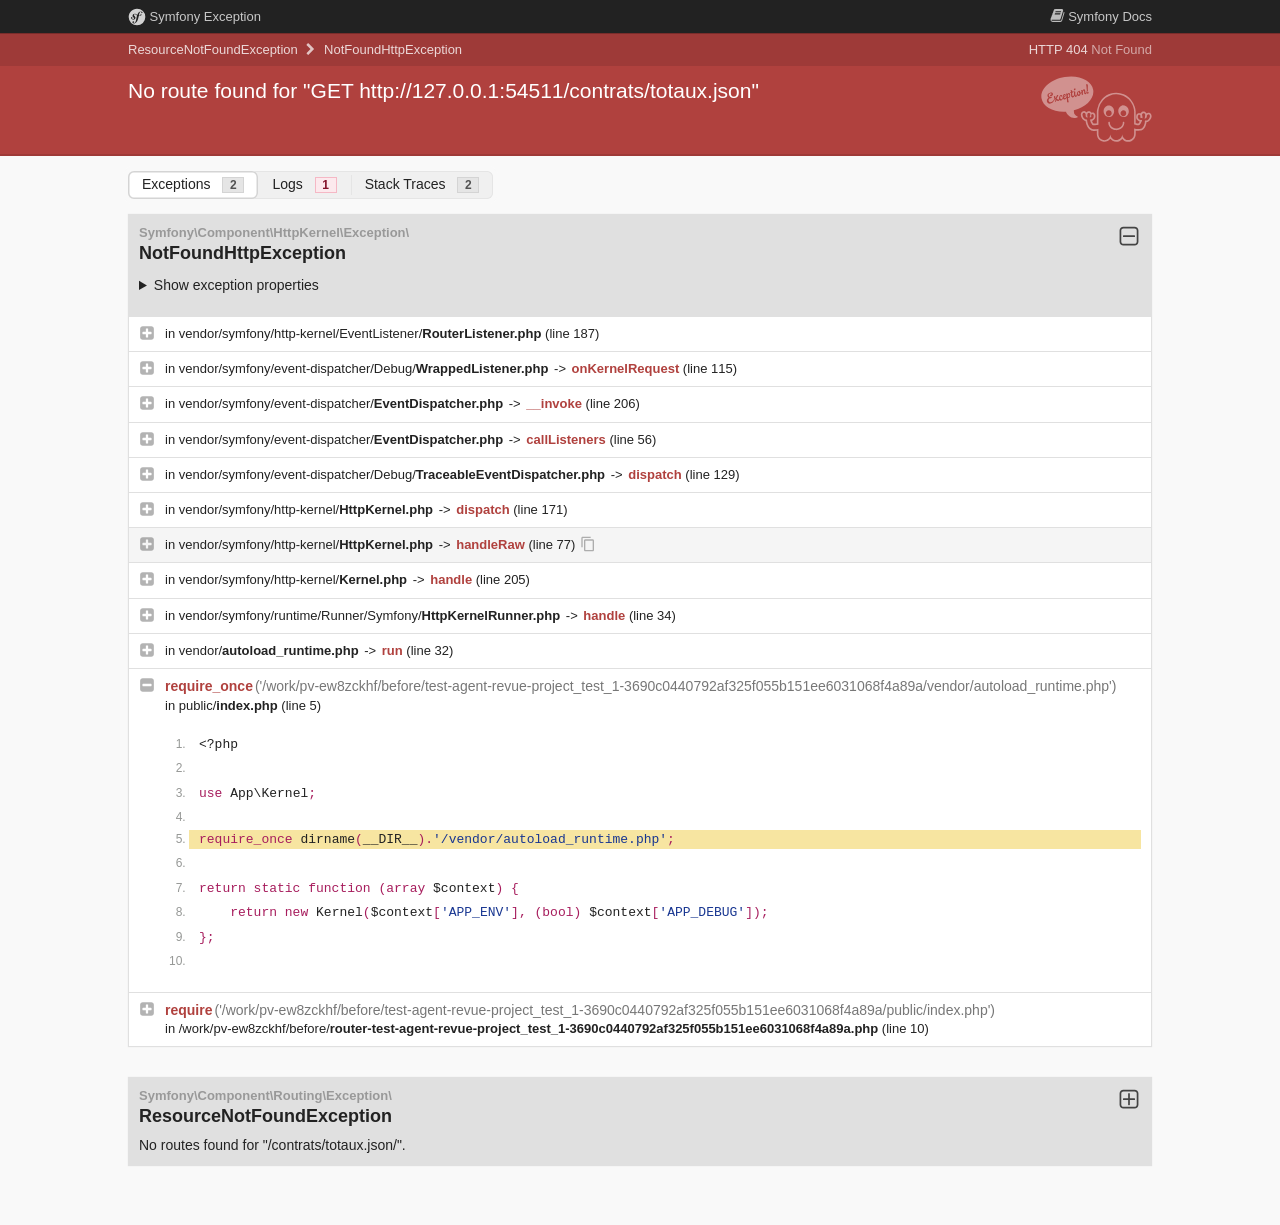 Symfony Exception
Symfony Docs
ResourceNotFoundException NotFoundHttpException
HTTP 404 Not Found
No route found for "GET http://127.0.0.1:54511/contrats/totaux.json"
Exception!
Exceptions 2 Logs 1 Stack Traces 2
Symfony\Component\HttpKernel\Exception\
NotFoundHttpException
Show exception properties
in vendor/symfony/http-kernel/EventListener/RouterListener.php (line 187)
in vendor/symfony/event-dispatcher/Debug/WrappedListener.php -> onKernelRequest (line 115)
in vendor/symfony/event-dispatcher/EventDispatcher.php -> __invoke (line 206)
in vendor/symfony/event-dispatcher/EventDispatcher.php -> callListeners (line 56)
in vendor/symfony/event-dispatcher/Debug/TraceableEventDispatcher.php -> dispatch (line 129)
in vendor/symfony/http-kernel/HttpKernel.php -> dispatch (line 171)
in vendor/symfony/http-kernel/HttpKernel.php -> handleRaw (line 77)
in vendor/symfony/http-kernel/Kernel.php -> handle (line 205)
in vendor/symfony/runtime/Runner/Symfony/HttpKernelRunner.php -> handle (line 34)
in vendor/autoload_runtime.php -> run (line 32)
require_once('/work/pv-ew8zckhf/before/test-agent-revue-project_test_1-3690c0440792af325f055b151ee6031068f4a89a/vendor/autoload_runtime.php')
in public/index.php (line 5)
1. <?php
2.
3. use App\Kernel;
4.
5. require_once dirname(__DIR__).'/vendor/autoload_runtime.php';
6.
7. return static function (array $context) {
8.     return new Kernel($context['APP_ENV'], (bool) $context['APP_DEBUG']);
9. };
10.
require('/work/pv-ew8zckhf/before/test-agent-revue-project_test_1-3690c0440792af325f055b151ee6031068f4a89a/public/index.php')
in /work/pv-ew8zckhf/before/router-test-agent-revue-project_test_1-3690c0440792af325f055b151ee6031068f4a89a.php (line 10)
Symfony\Component\Routing\Exception\
ResourceNotFoundException
No routes found for "/contrats/totaux.json/".